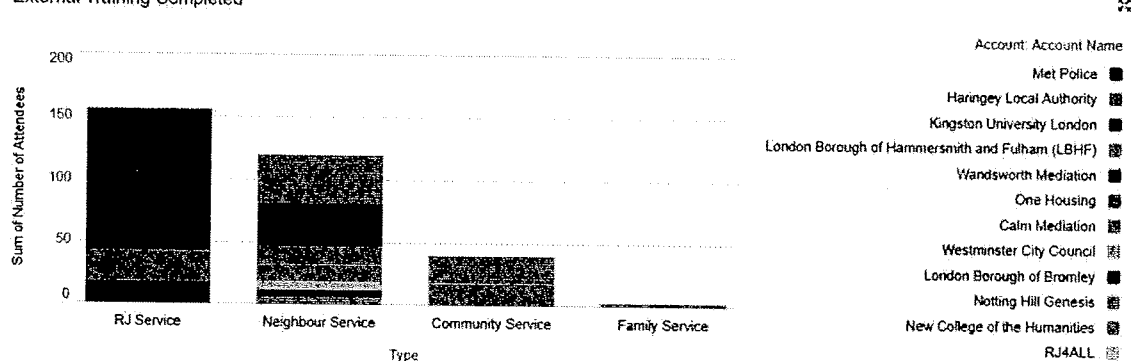 External Training Completed
Account: Account Name
Met Police
Haringey Local Authority
Kingston University London
London Borough of Hammersmith and Fulham (LBHF)
Wandsworth Mediation
One Housing
Calm Mediation
Westminster City Council
London Borough of Bromley
Notting Hill Genesis
New College of the Humanities
RJ4ALL
Sum of Number of Attendees
200
150
100
50
0
RJ Service
Neighbour Service
Community Service
Family Service
Type